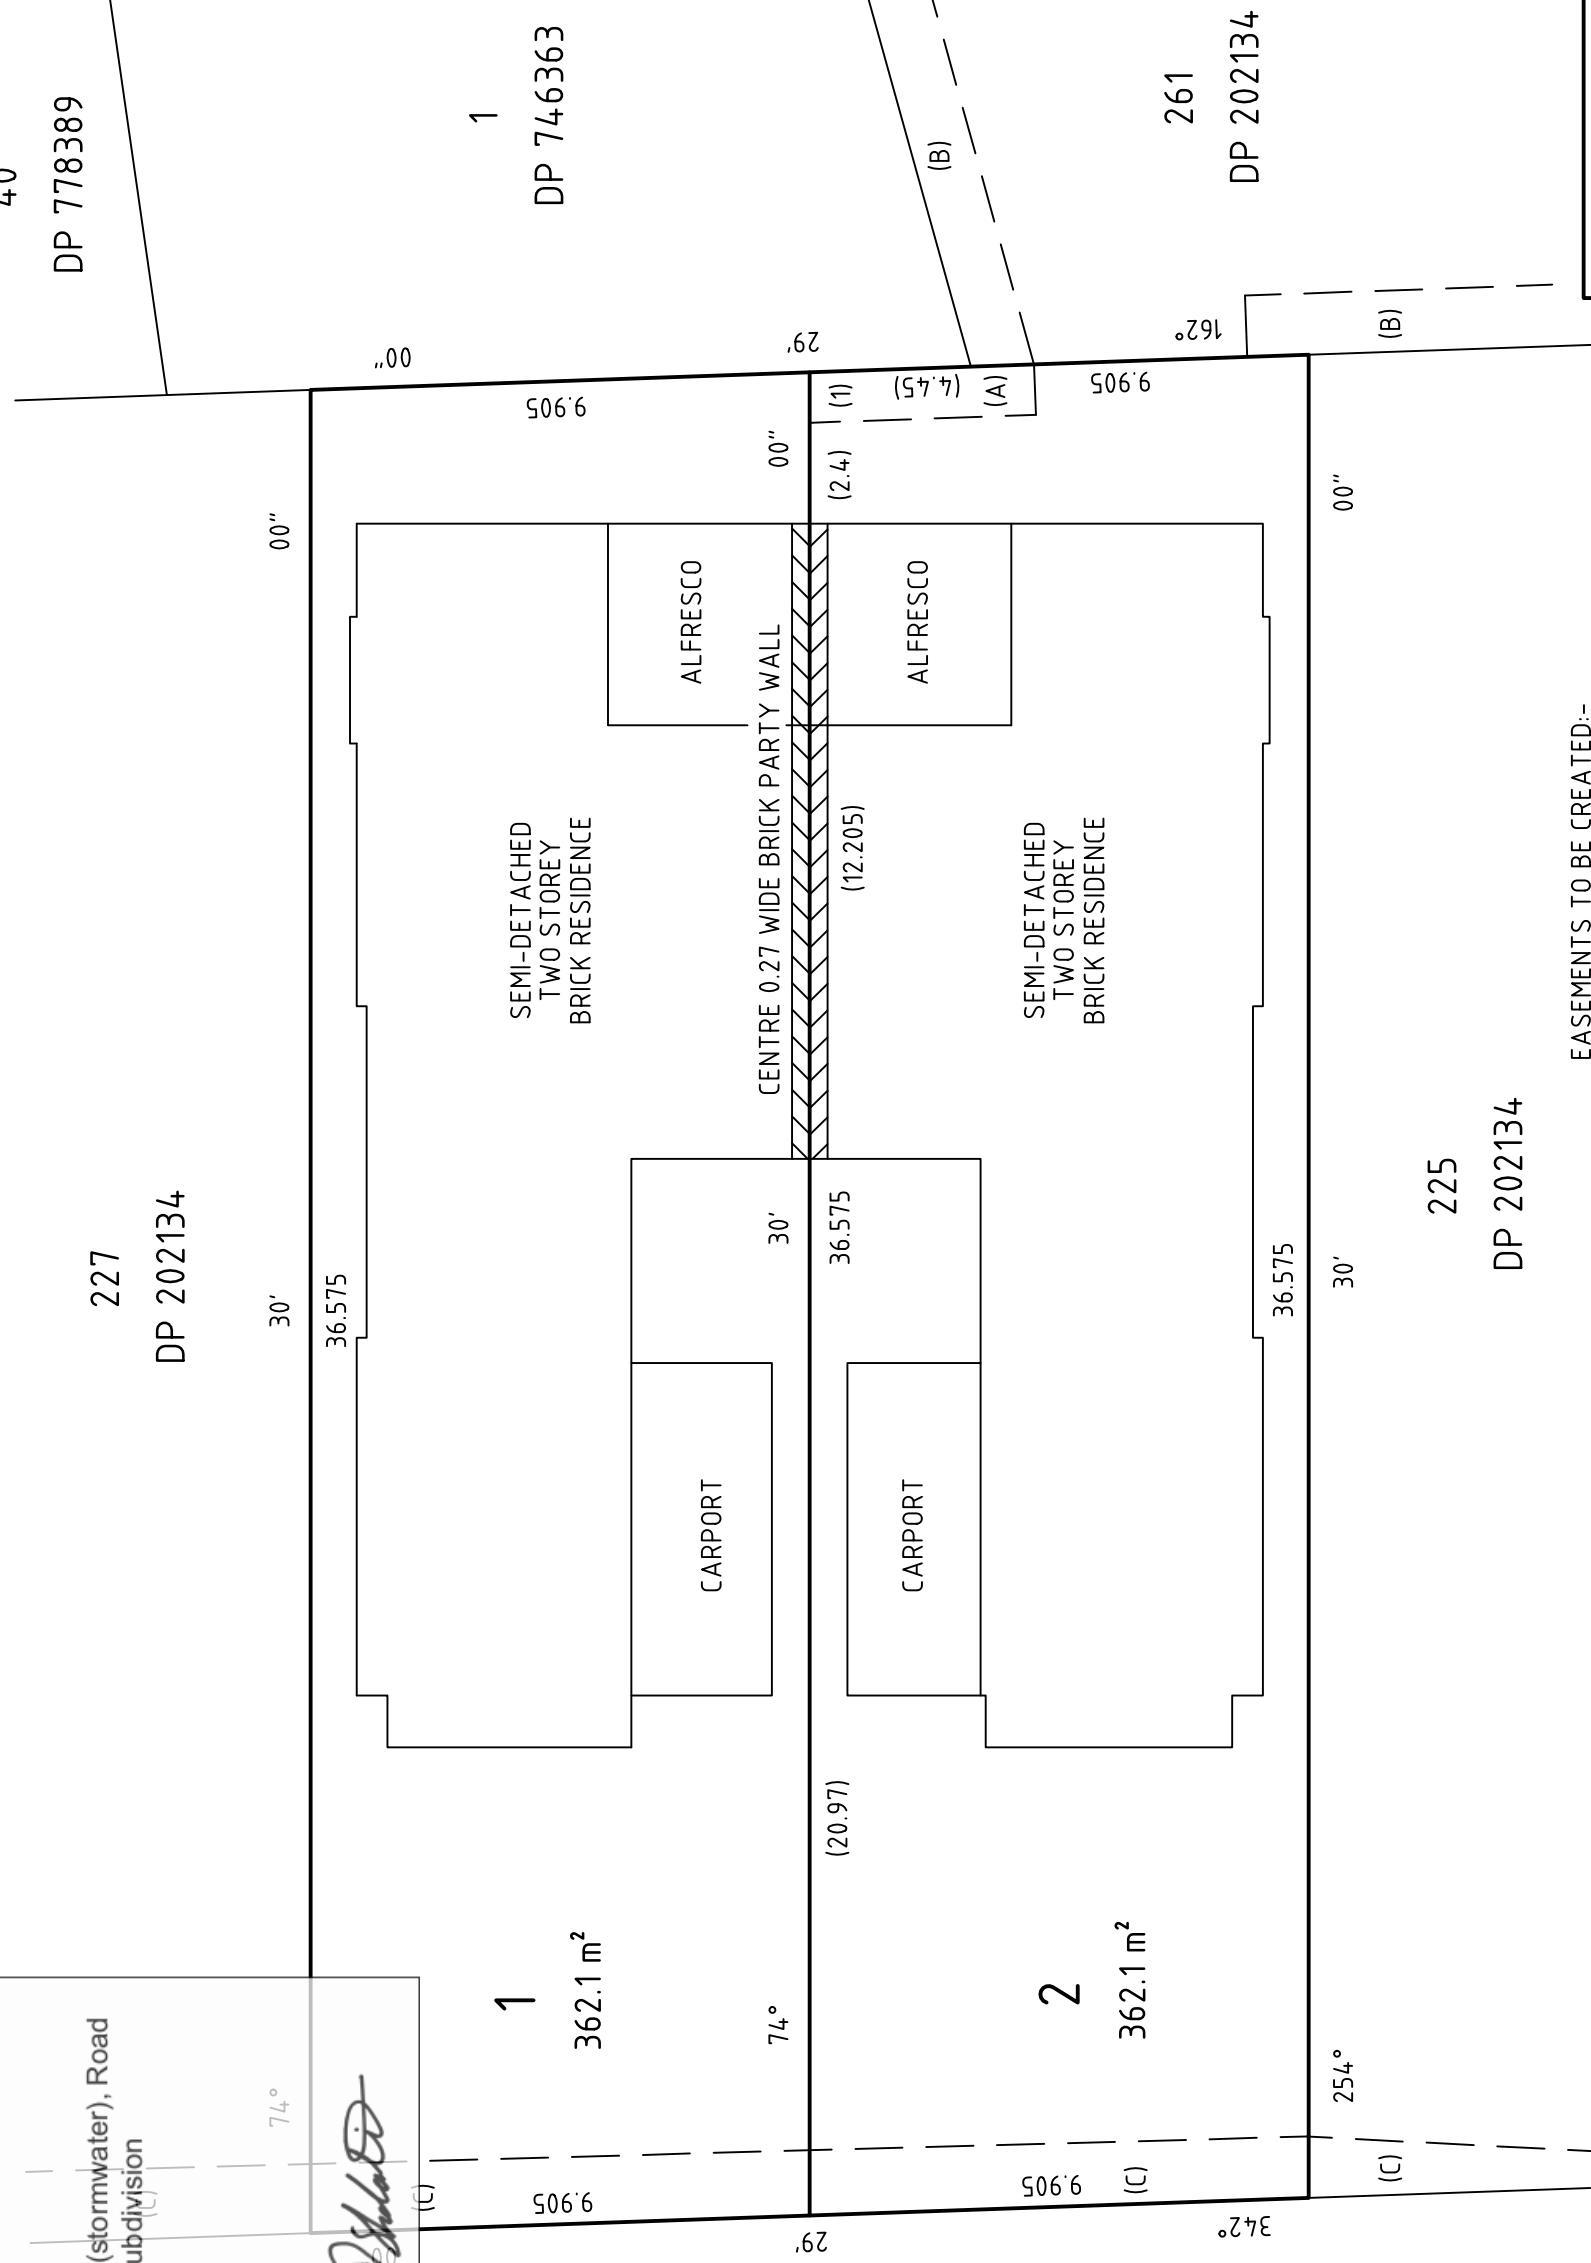 40
DP 778389
1
DP 746363
(B)
261
DP 202134
162°
29'
00"
(B)
9.905
(1)
(4.45)
(A)
9.905
00"
00"
(2.4)
00"
ALFRESCO
ALFRESCO
CENTRE 0.27 WIDE BRICK PARTY WALL
(12.205)
SEMI-DETACHED
TWO STOREY
BRICK RESIDENCE
SEMI-DETACHED
TWO STOREY
BRICK RESIDENCE
EASEMENTS TO BE CREATED:-
227
DP 202134
30'
36.575
30'
36.575
36.575
30'
225
DP 202134
CARPORT
CARPORT
(20.97)
1
362.1 m²
2
362.1 m²
74°
74°
254°
(stormwater), Road
ubdivision
(C)
(C)
9.905
9.905
(C)
(C)
29'
342°